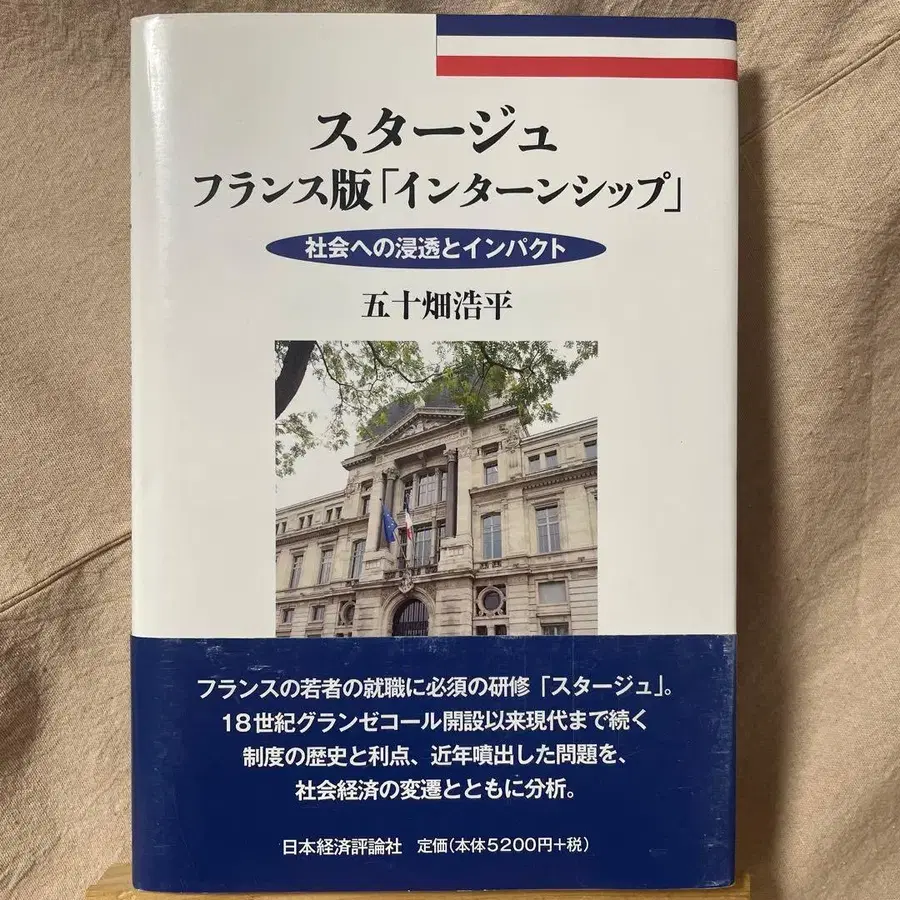 スタージュ
フランス版「インターンシップ」
社会への浸透とインパクト
五十畑浩平
フランスの若者の就職に必須の研修「スタージュ」。
18世紀グランゼコール開設以来現代まで続く
制度の歴史と利点、近年噴出した問題を、
社会経済の変遷とともに分析。
日本経済評論社 定価(本体5200円+税)